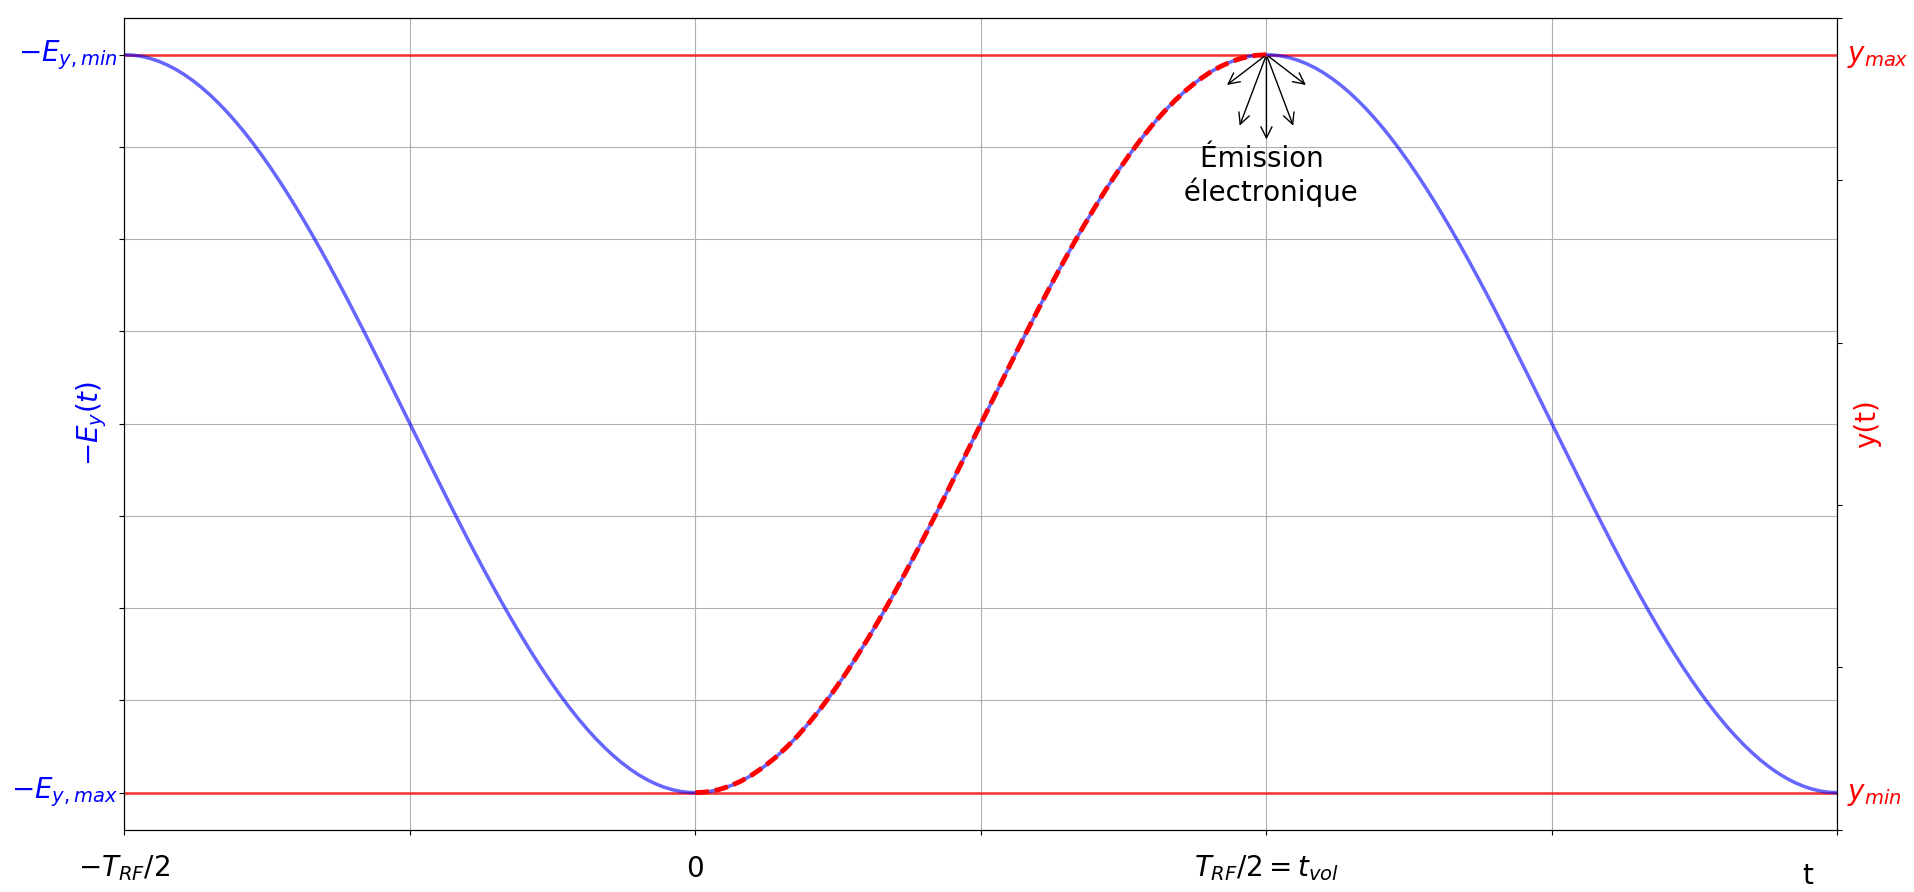 $-E_{y,min}$
$y_{max}$
Émission
électronique
$-E_y(t)$
y(t)
$-E_{y,max}$
$y_{min}$
$-T_{RF}/2$
0
$T_{RF}/2 = t_{vol}$
t